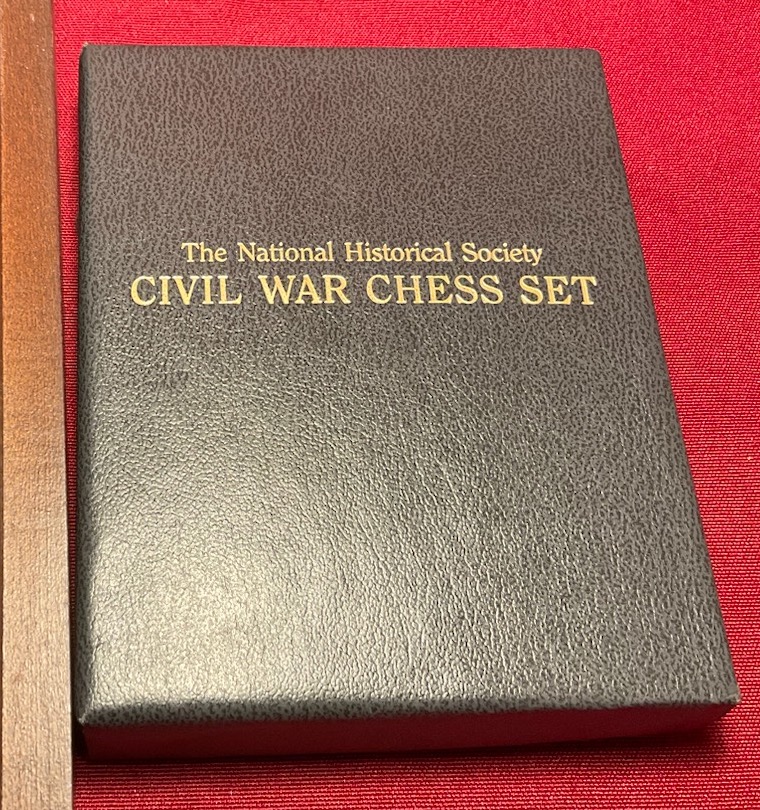 The National Historical Society
CIVIL WAR CHESS SET